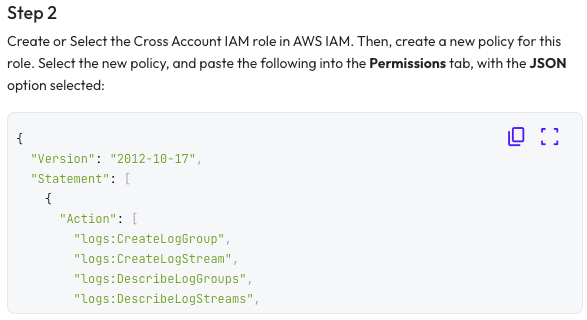 Step 2
Create or Select the Cross Account IAM role in AWS IAM. Then, create a new policy for this
role. Select the new policy, and paste the following into the Permissions tab, with the JSON
option selected:
{
  "Version": "2012-10-17",
  "Statement": [
    {
      "Action": [
        "logs:CreateLogGroup",
        "logs:CreateLogStream",
        "logs:DescribeLogGroups",
        "logs:DescribeLogStreams",